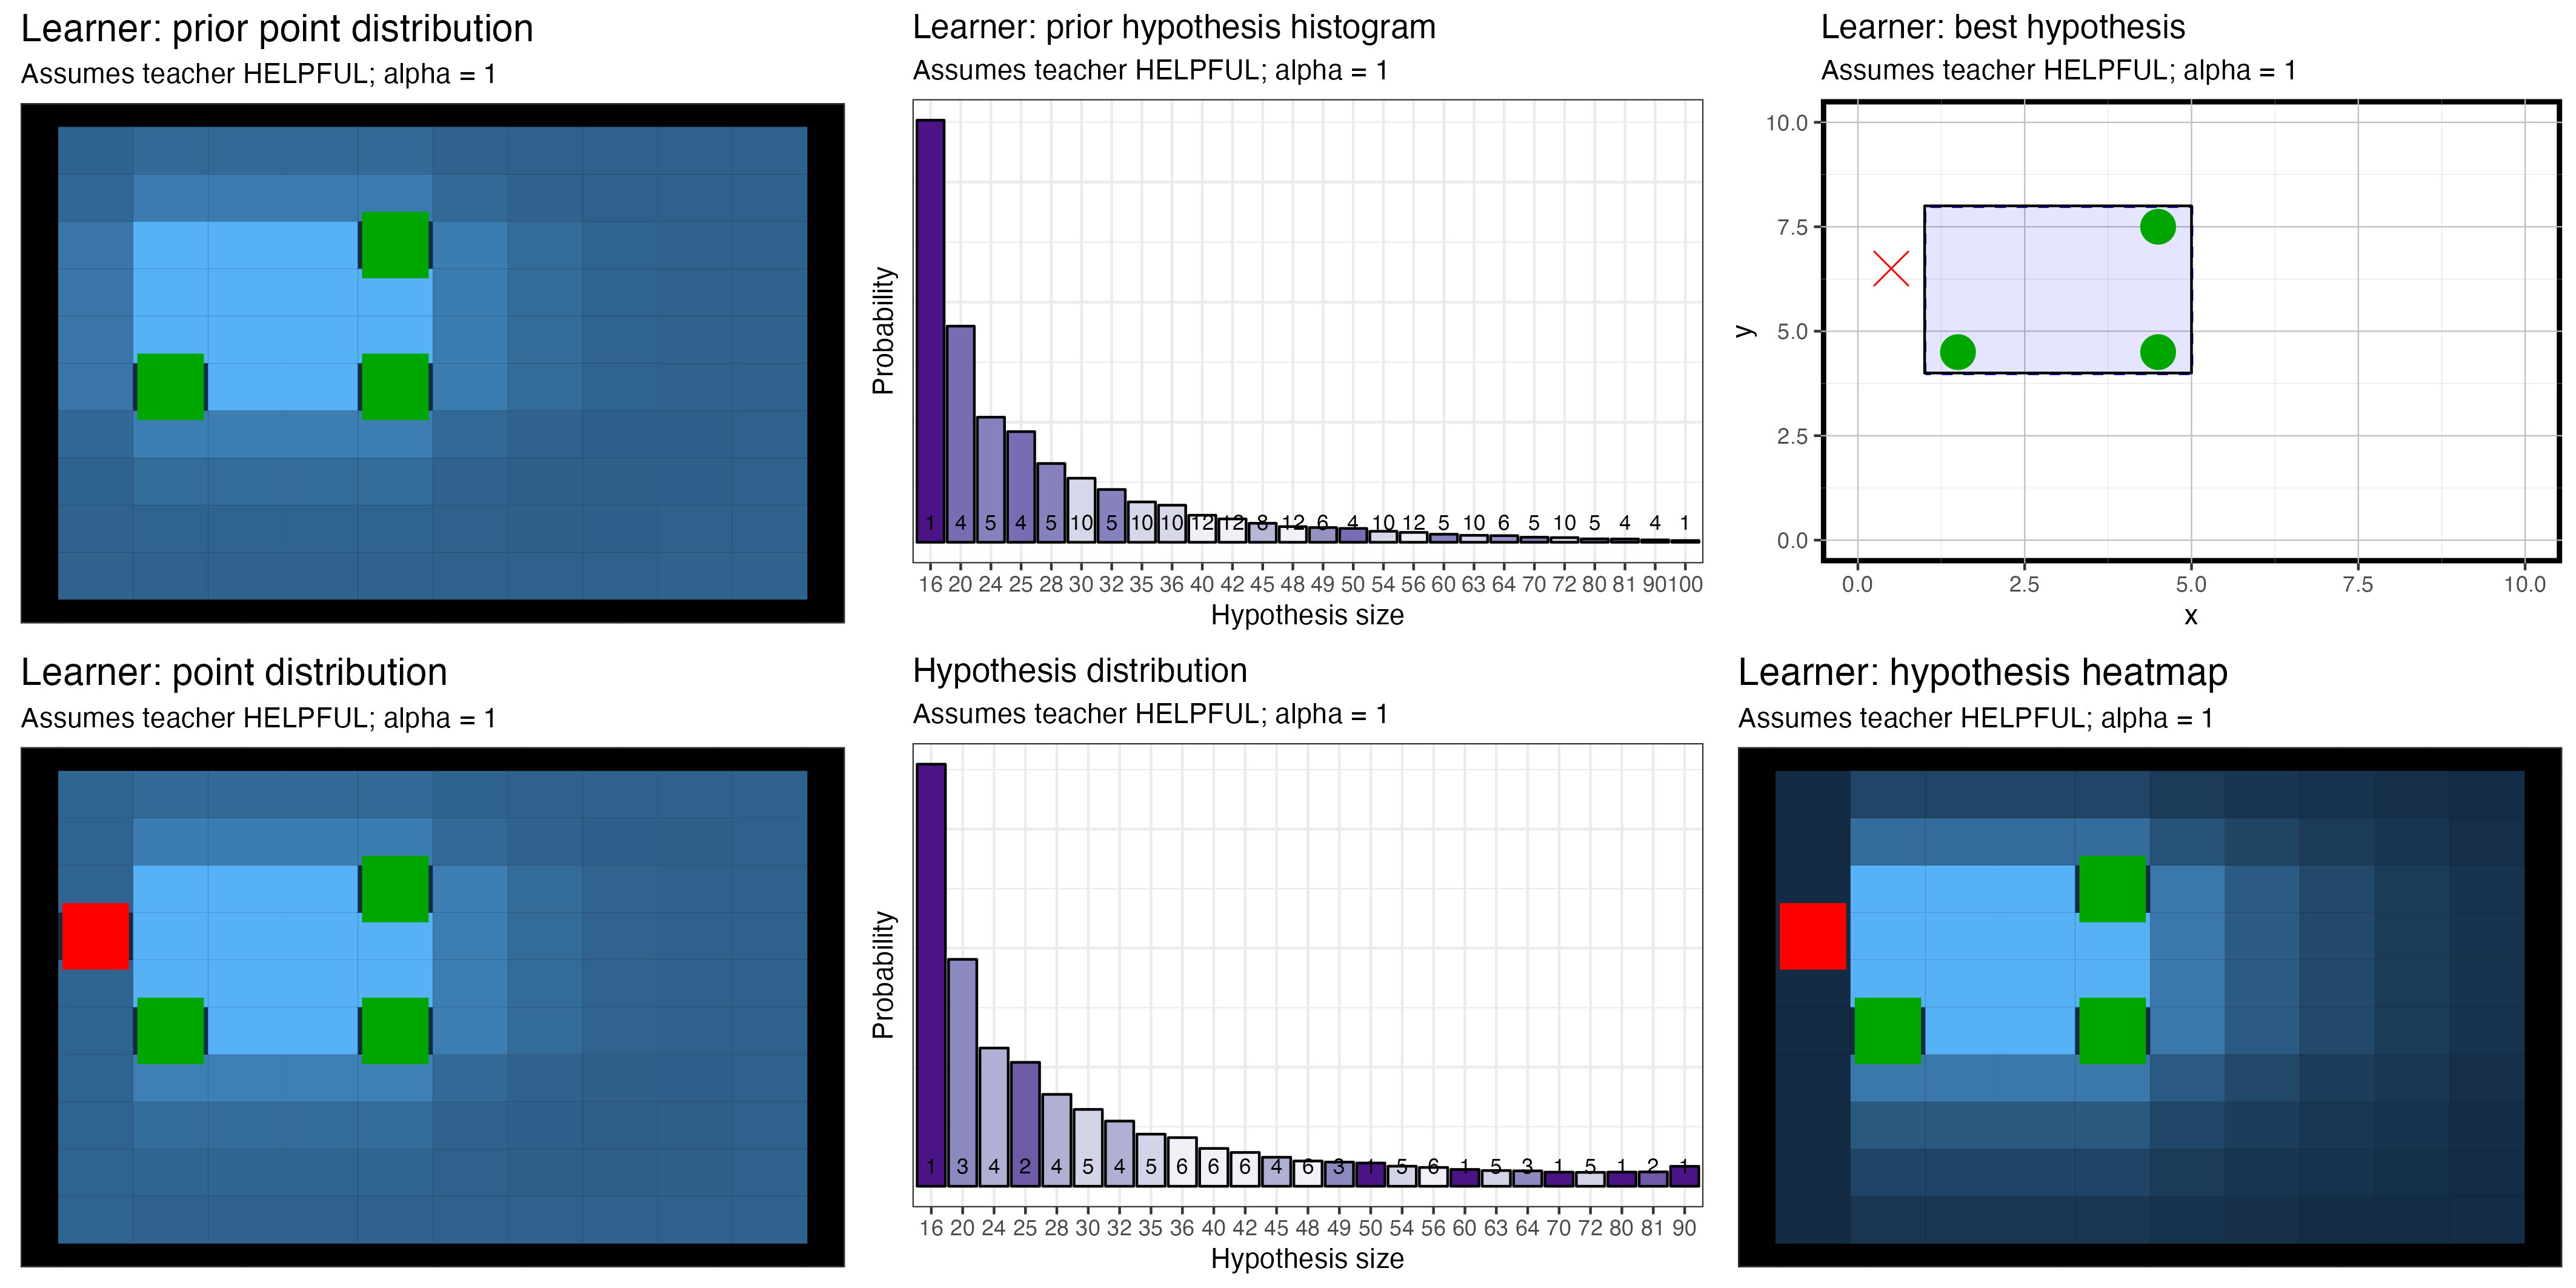 Learner: prior point distribution
Assumes teacher HELPFUL; alpha = 1
Learner: prior hypothesis histogram
Assumes teacher HELPFUL; alpha = 1
Probability
1 4 5 4 5 10 5 10 10 12 12 8 12 6 4 10 12 5 10 6 5 10 5 4 4 1
16 20 24 25 28 30 32 35 36 40 42 45 48 49 50 54 56 60 63 64 70 72 80 81 90 100
Hypothesis size
Learner: best hypothesis
Assumes teacher HELPFUL; alpha = 1
10.0
7.5
5.0
2.5
0.0
y
0.0 2.5 5.0 7.5 10.0
x
Learner: point distribution
Assumes teacher HELPFUL; alpha = 1
Hypothesis distribution
Assumes teacher HELPFUL; alpha = 1
Probability
1 3 4 2 4 5 4 5 6 6 6 4 6 3 1 5 6 1 5 3 1 5 1 2 1
16 20 24 25 28 30 32 35 36 40 42 45 48 49 50 54 56 60 63 64 70 72 80 81 90
Hypothesis size
Learner: hypothesis heatmap
Assumes teacher HELPFUL; alpha = 1